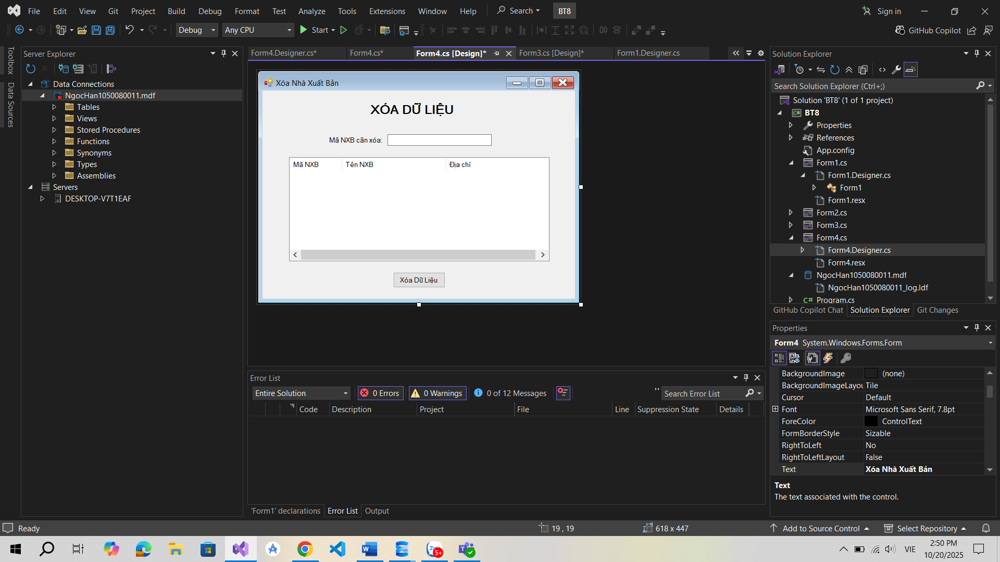 File Edit View Git Project Build Debug Format Test Analyze Tools Extensions Window Help Search BT8 Sign in
Debug Any CPU Start GitHub Copilot
Toolbox
Data Sources
Server Explorer
Data Connections
NgocHan1050080011.mdf
Tables
Views
Stored Procedures
Functions
Synonyms
Types
Assemblies
Servers
DESKTOP-V7T1EAF
Form4.Designer.cs* Form4.cs* Form4.cs [Design]* Form3.cs [Design]* Form1.Designer.cs
Xóa Nhà Xuất Bản
XÓA DỮ LIỆU
Mã NXB cần xóa:
Mã NXB Tên NXB Địa chỉ
Xóa Dữ Liệu
Error List
Entire Solution 0 Errors 0 Warnings 0 of 12 Messages Search Error List
Code Description Project File Line Suppression State Details
'Form1' declarations Error List Output
Solution Explorer
Search Solution Explorer (Ctrl+;)
Solution 'BT8' (1 of 1 project)
BT8
Properties
References
App.config
Form1.cs
Form1.Designer.cs
Form1
Form1.resx
Form2.cs
Form3.cs
Form4.cs
Form4.Designer.cs
Form4.resx
NgocHan1050080011.mdf
NgocHan1050080011_log.ldf
Program.cs
GitHub Copilot Chat Solution Explorer Git Changes
Properties
Form4 System.Windows.Forms.Form
BackgroundImage (none)
BackgroundImageLayou Tile
Cursor Default
Font Microsoft Sans Serif, 7.8pt
ForeColor ControlText
FormBorderStyle Sizable
RightToLeft No
RightToLeftLayout False
Text Xóa Nhà Xuất Bản
Text
The text associated with the control.
Ready 19 , 19 618 x 447 Add to Source Control Select Repository
5+ VIE 2:50 PM
10/20/2025